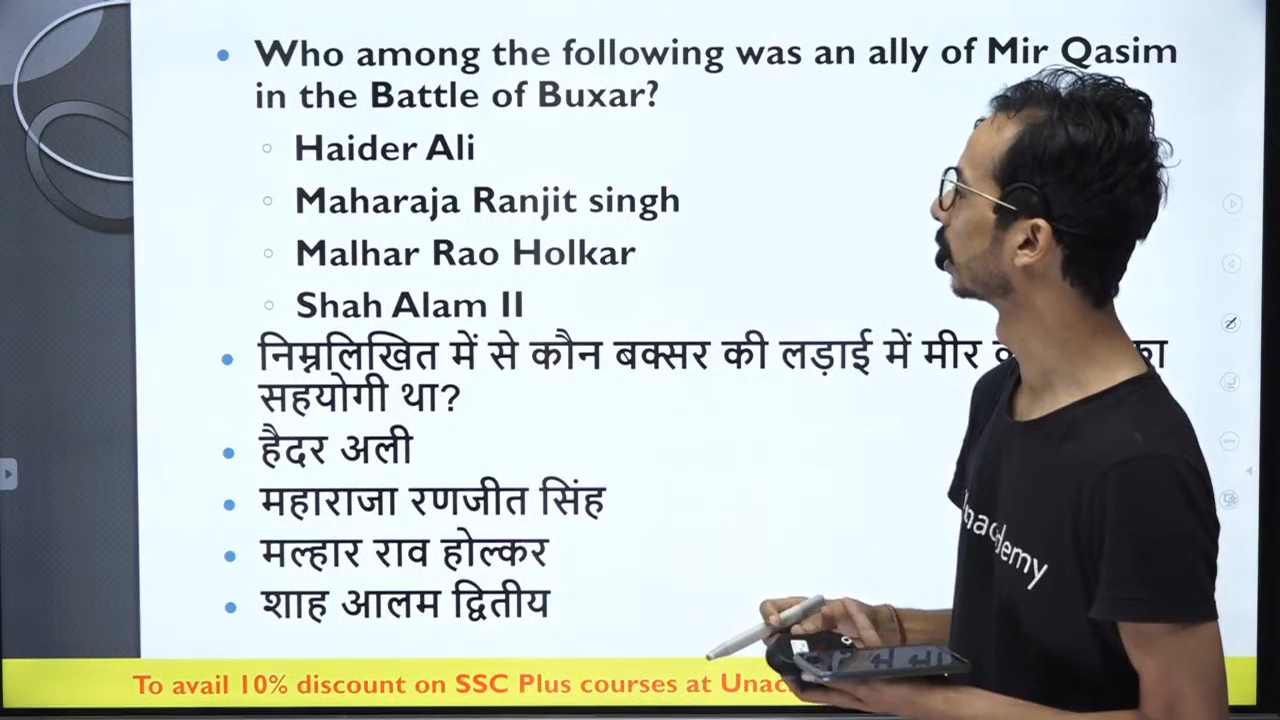 Who among the following was an ally of Mir Qasim
in the Battle of Buxar?
Haider Ali
Maharaja Ranjit singh
Malhar Rao Holkar
Shah Alam II
निम्नलिखित में से कौन बक्सर की लड़ाई में मीर का
सहयोगी था?
हैदर अली
महाराजा रणजीत सिंह
मल्हार राव होल्कर
शाह आलम द्वितीय
To avail 10% discount on SSC Plus courses at